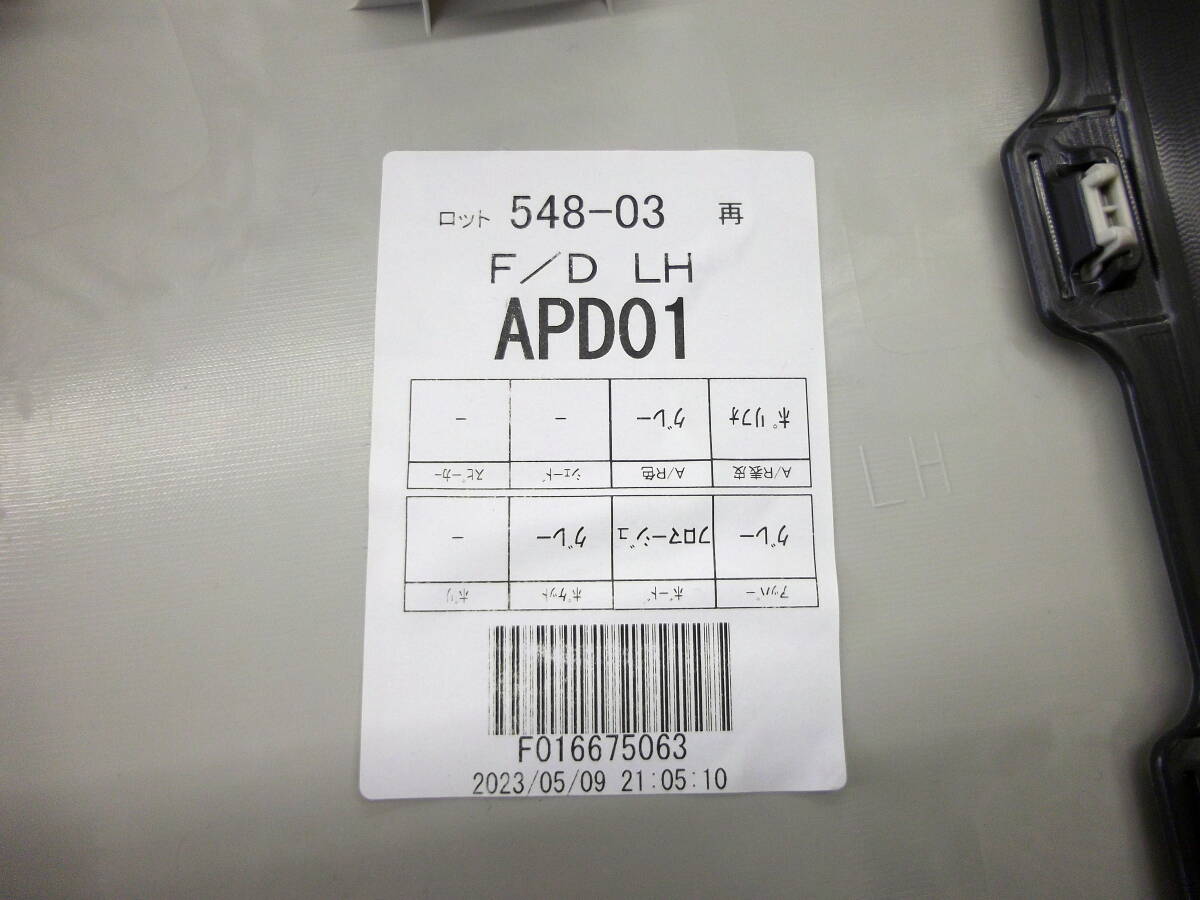 ロット 548-03 再
F/D LH
APD01
アッパー ボード ポケット ポリ
グレー フロマージュ グレー -
A/R表皮 A/R色 シェード スピーカー
ポリフォ グレー - -
LH
F016675063
2023/05/09 21:05:10